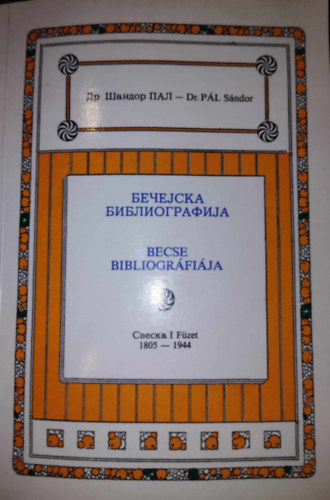 Др Шандор ПАЛ — Dr. PÁL Sándor
БЕЧЕЈСКА
БИБЛИОГРАФИЈА
BECSE
BIBLIOGRÁFIÁJA
Свеска I Füzet
1805 — 1944